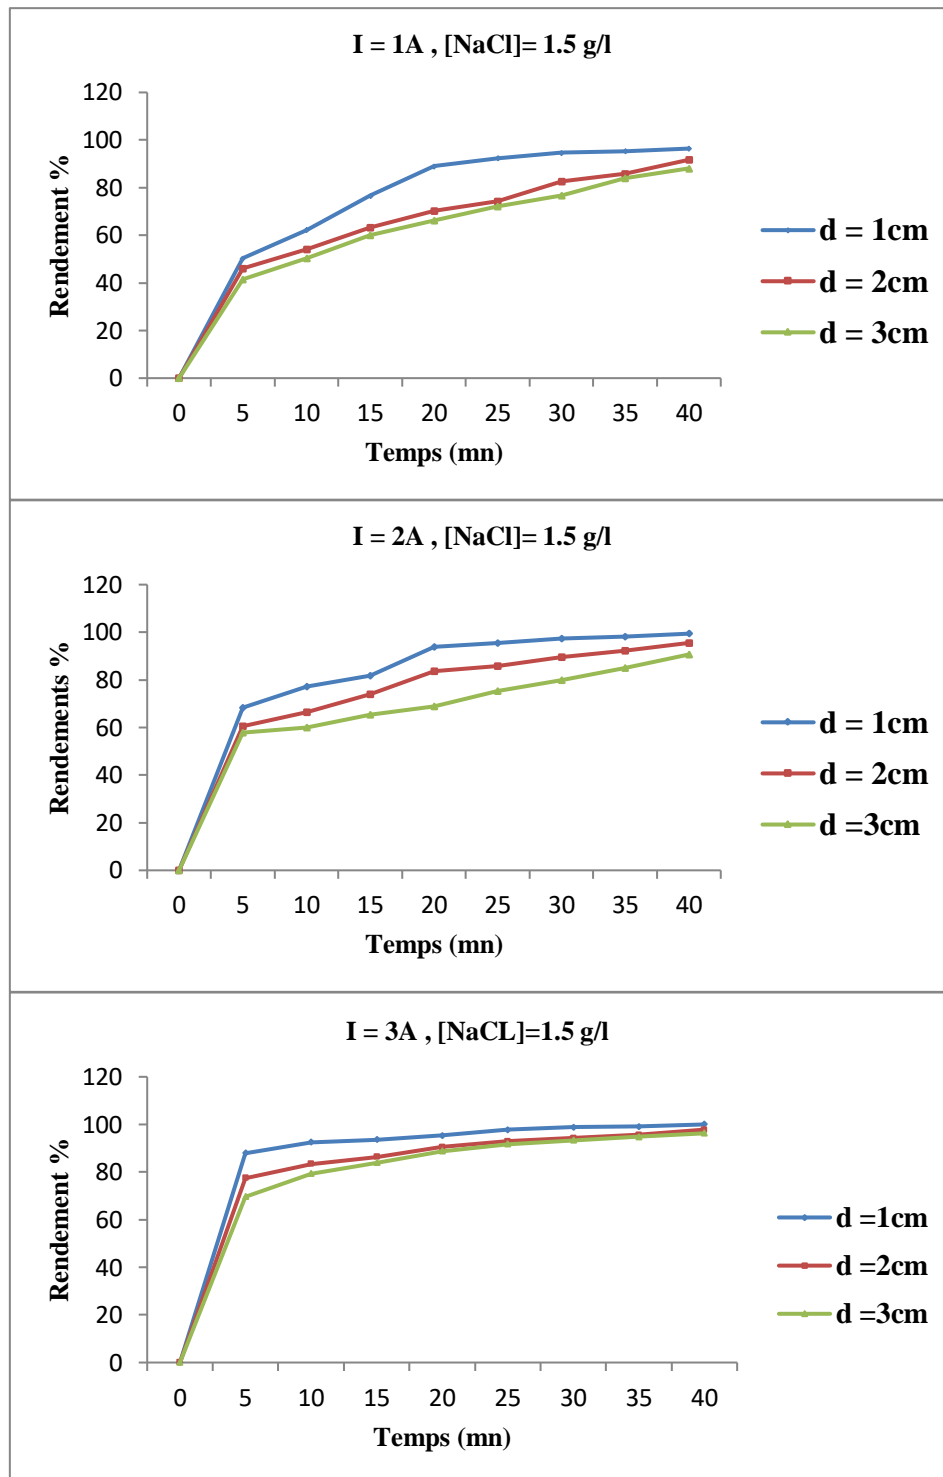 I = 1A , [NaCl]= 1.5 g/l
120
100
80
60
40
20
0
Rendement %
0 5 10 15 20 25 30 35 40
Temps (mn)
d = 1cm
d = 2cm
d = 3cm
I = 2A , [NaCl]= 1.5 g/l
120
100
80
60
40
20
0
Rendements %
0 5 10 15 20 25 30 35 40
Temps (mn)
d = 1cm
d = 2cm
d =3cm
I = 3A , [NaCL]=1.5 g/l
120
100
80
60
40
20
0
Rendement %
0 5 10 15 20 25 30 35 40
Temps (mn)
d =1cm
d =2cm
d =3cm